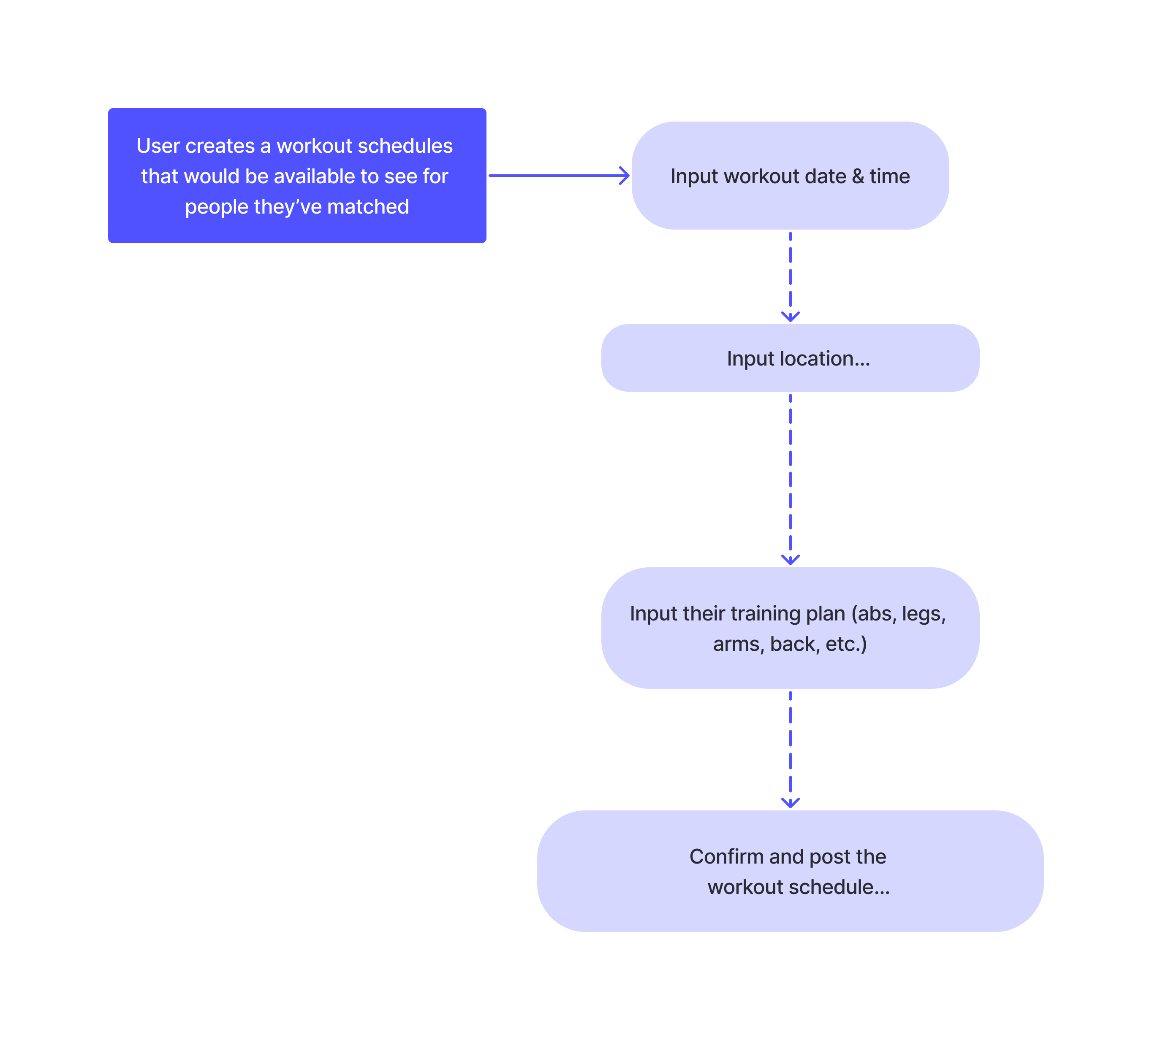 User creates a workout schedules
that would be available to see for
people they’ve matched
Input workout date & time
Input location...
Input their training plan (abs, legs,
arms, back, etc.)
Confirm and post the
workout schedule...